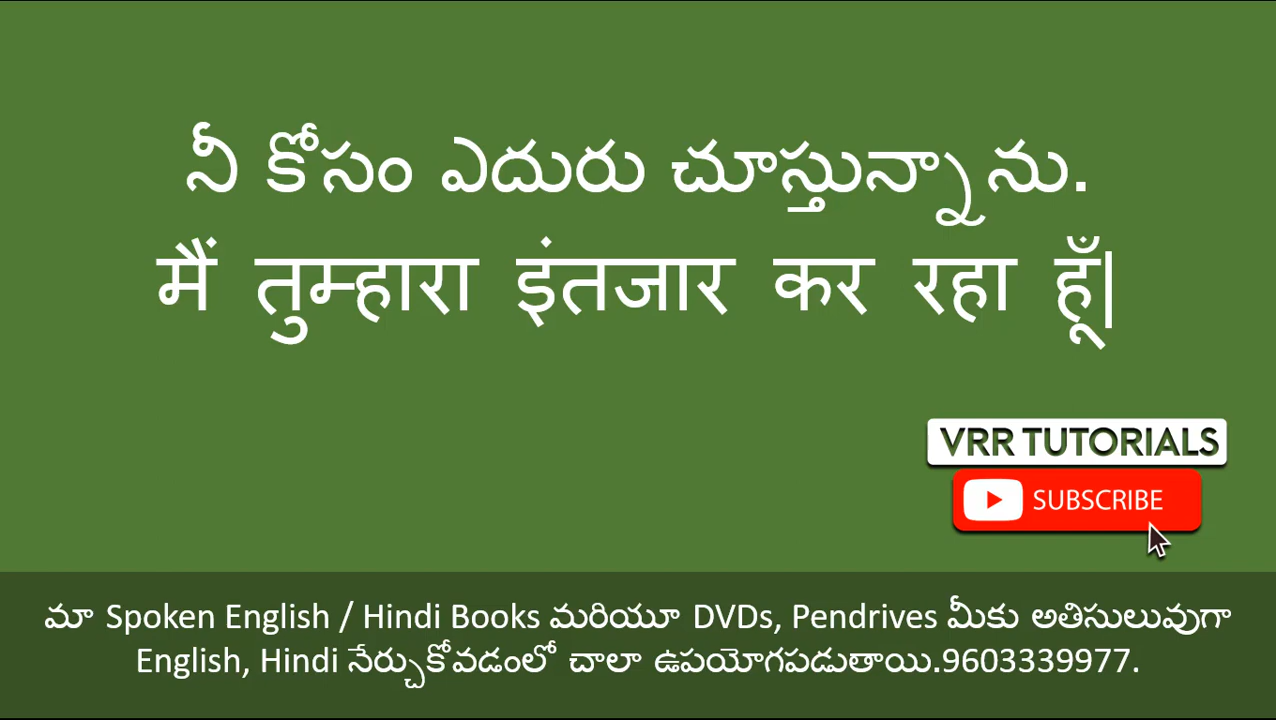 నీ కోసం ఎదురు చూస్తున్నాను.
मैं तुम्हारा इंतजार कर रहा हूँ|
VRR TUTORIALS
SUBSCRIBE
మా Spoken English / Hindi Books మరియూ DVDs, Pendrives మీకు అతిసులువుగా
English, Hindi నేర్చుకోవడంలో చాలా ఉపయోగపడుతాయి.9603339977.